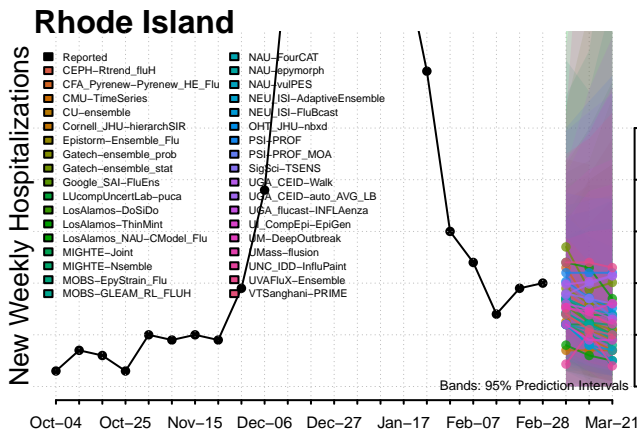 Rhode Island
New Weekly Hospitalizations
Reported
CEPH−Rtrend_fluH
CFA_Pyrenew−Pyrenew_HE_Flu
CMU−TimeSeries
CU−ensemble
Cornell_JHU−hierarchSIR
Epistorm−Ensemble_Flu
Gatech−ensemble_prob
Gatech−ensemble_stat
Google_SAI−FluEns
LUcompUncertLab−puca
LosAlamos−DoSiDo
LosAlamos−ThinMint
LosAlamos_NAU−CModel_Flu
MIGHTE−Joint
MIGHTE−Nsemble
MOBS−EpyStrain_Flu
MOBS−GLEAM_RL_FLUH
NAU−FourCAT
NAU−epymorph
NAU−vulPES
NEU_ISI−AdaptiveEnsemble
NEU_ISI−FluBcast
OHT_JHU−nbxd
PSI−PROF
PSI−PROF_MOA
SigSci−TSENS
UGA_CEID−Walk
UGA_CEID−auto_AVG_LB
UGA_flucast−INFLAenza
UI_CompEpi−EpiGen
UM−DeepOutbreak
UMass−flusion
UNC_IDD−InfluPaint
UVAFluX−Ensemble
VTSanghani−PRIME
Bands: 95% Prediction Intervals
Oct−04 Oct−25 Nov−15 Dec−06 Dec−27 Jan−17 Feb−07 Feb−28 Mar−21